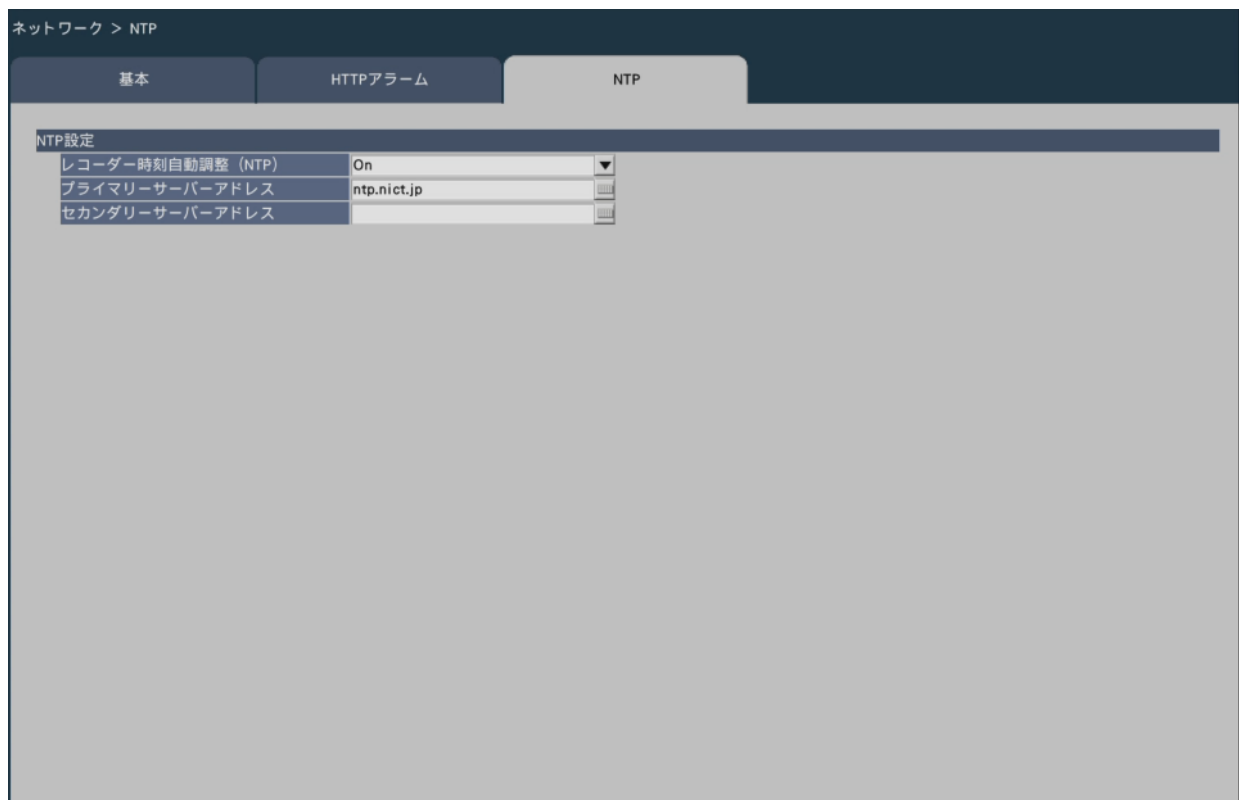 ネットワーク > NTP
基本 HTTPアラーム NTP
NTP設定
レコーダー時刻自動調整（NTP） On
プライマリーサーバーアドレス ntp.nict.jp
セカンダリーサーバーアドレス